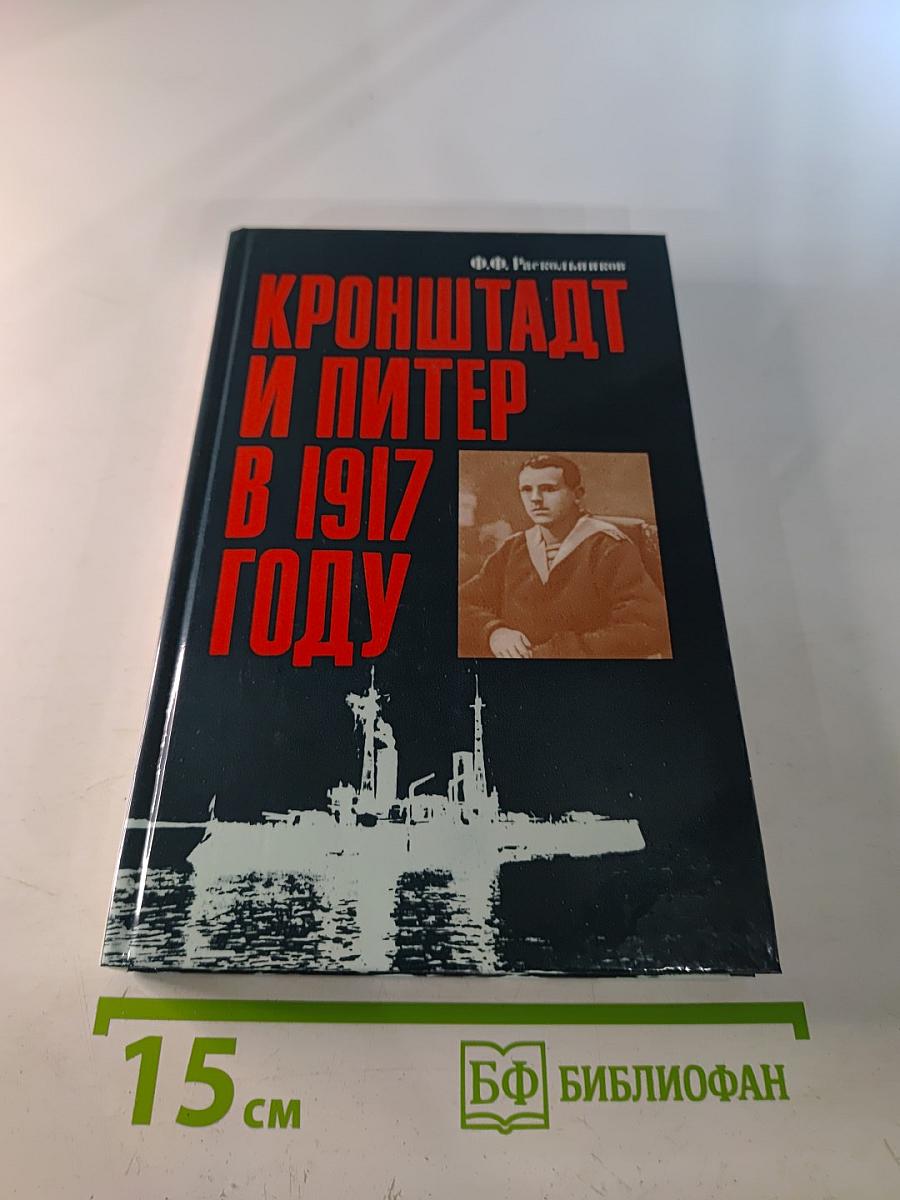 Ф.Ф. Раскольников
КРОНШТАДТ
И ПИТЕР
В 1917
ГОДУ
15 см
БФ БИБЛИОФАН